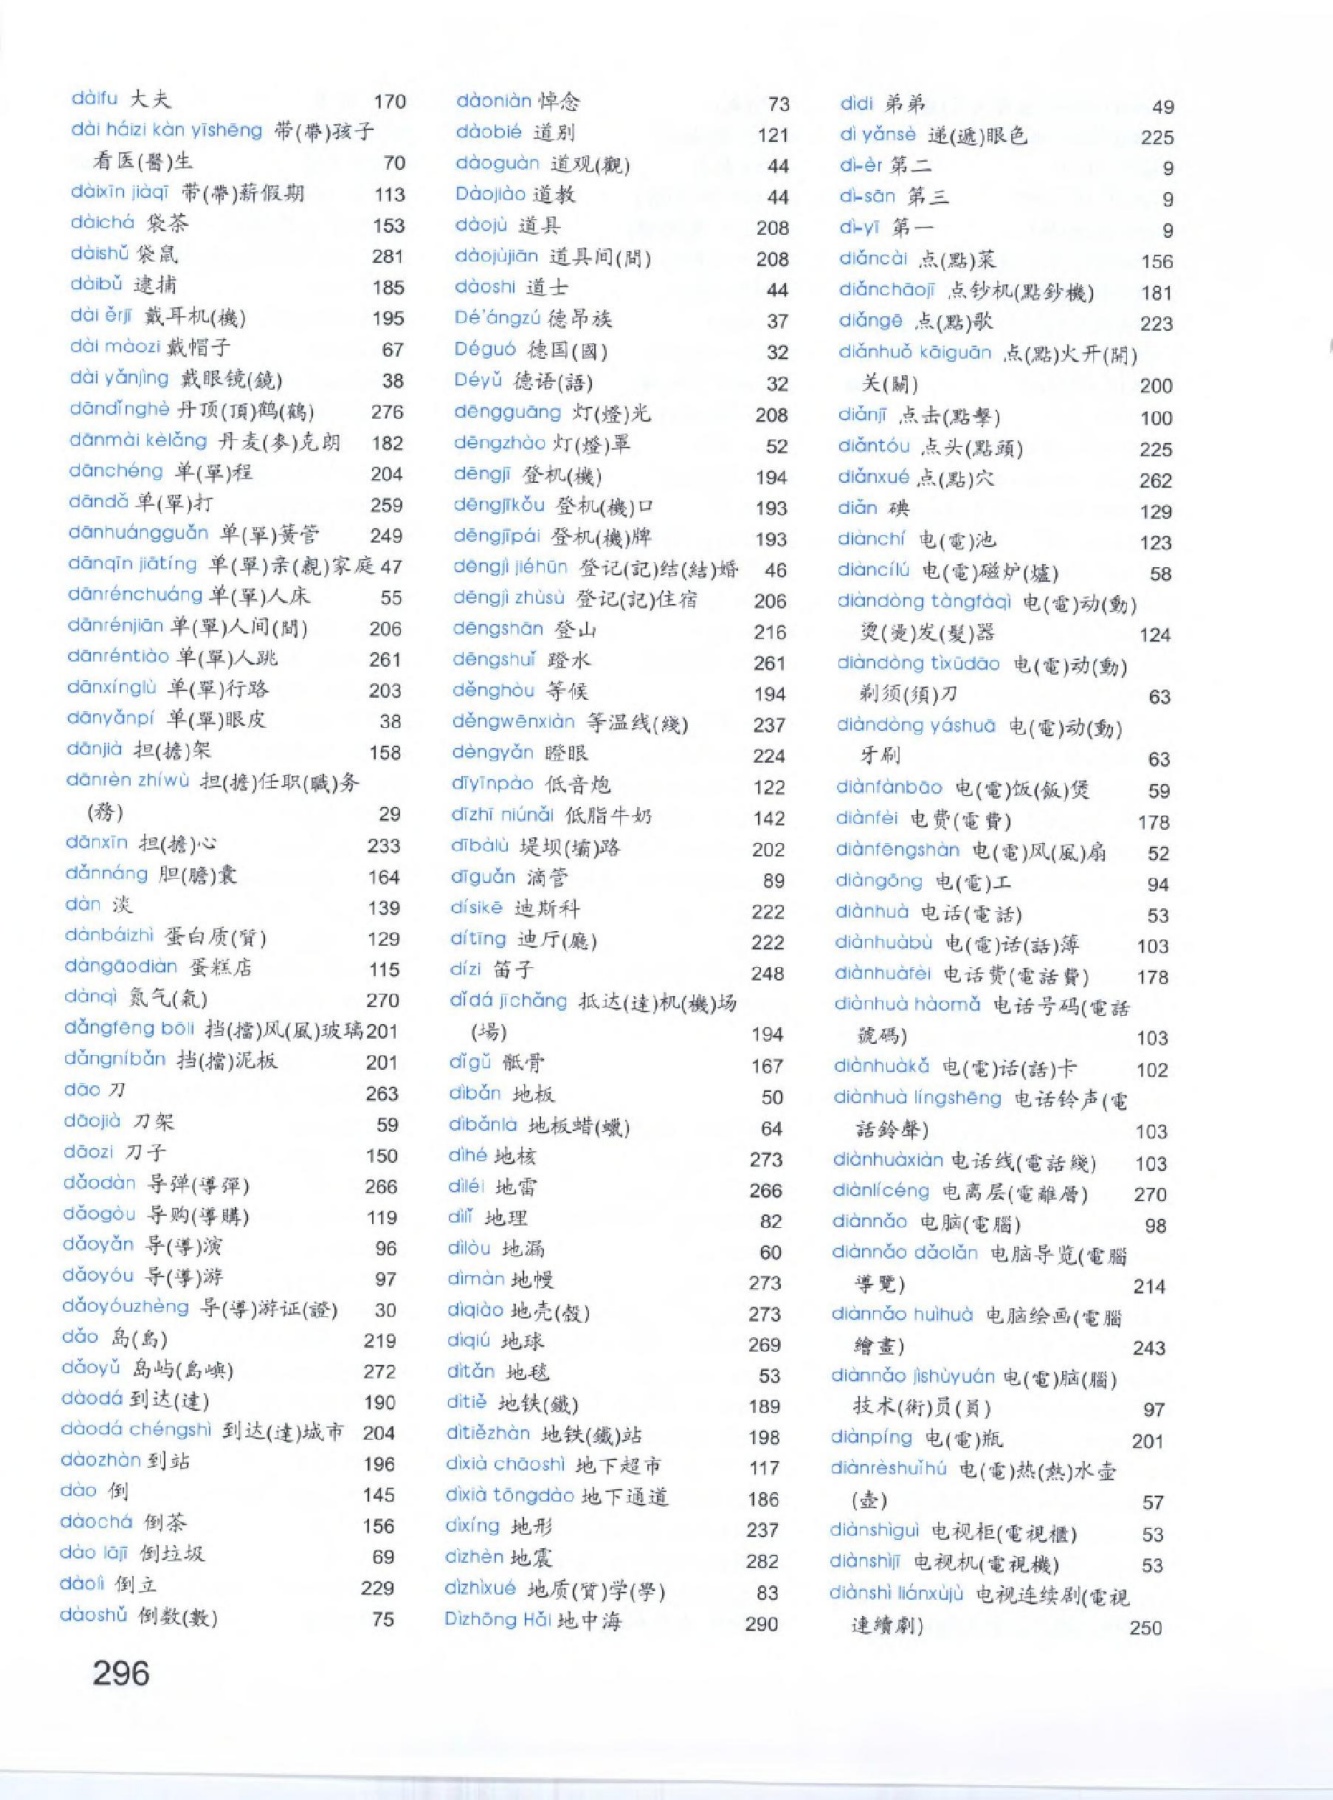 dàifu 大夫 170
dài háizi kàn yīshēng 带(帶)孩子
看医(醫)生 70
dàixīn jiàqī 带(帶)薪假期 113
dàichá 袋茶 153
dàishǔ 袋鼠 281
dàibǔ 逮捕 185
dài ěrjī 戴耳机(機) 195
dài màozi 戴帽子 67
dài yǎnjìng 戴眼镜(鏡) 38
dāndǐnghè 丹顶(頂)鹤(鶴) 276
dānmài kèlǎng 丹麦(麥)克朗 182
dānchéng 单(單)程 204
dāndǎ 单(單)打 259
dānhuángguǎn 单(單)簧管 249
dānqīn jiātíng 单(單)亲(親)家庭 47
dānrénchuáng 单(單)人床 55
dānrénjiān 单(單)人间(間) 206
dānréntiào 单(單)人跳 261
dānxínglù 单(單)行路 203
dānyǎnpí 单(單)眼皮 38
dānjià 担(擔)架 158
dānrèn zhíwù 担(擔)任职(職)务
(務) 29
dānxīn 担(擔)心 233
dǎnnáng 胆(膽)囊 164
dàn 淡 139
dànbáizhì 蛋白质(質) 129
dàngāodiàn 蛋糕店 115
dànqì 氮气(氣) 270
dǎngfēng bōli 挡(擋)风(風)玻璃 201
dǎngníbǎn 挡(擋)泥板 201
dāo 刀 263
dāojià 刀架 59
dāozi 刀子 150
dǎodàn 导弹(導彈) 266
dǎogòu 导购(導購) 119
dǎoyǎn 导(導)演 96
dǎoyóu 导(導)游 97
dǎoyóuzhèng 导(導)游证(證) 30
dǎo 岛(島) 219
dǎoyǔ 岛屿(島嶼) 272
dàodá 到达(達) 190
dàodá chéngshì 到达(達)城市 204
dàozhàn 到站 196
dào 倒 145
dàochá 倒茶 156
dào lājī 倒垃圾 69
dàolì 倒立 229
dàoshǔ 倒数(數) 75
296
dàoniàn 悼念 73
dàobié 道别 121
dàoguàn 道观(觀) 44
Dàojiào 道教 44
dàojù 道具 208
dàojùjiān 道具间(間) 208
dàoshi 道士 44
Dé'ángzú 德昂族 37
Déguó 德国(國) 32
Déyǔ 德语(語) 32
dēngguāng 灯(燈)光 208
dēngzhào 灯(燈)罩 52
dēngjī 登机(機) 194
dēngjīkǒu 登机(機)口 193
dēngjīpái 登机(機)牌 193
dēngjì jiéhūn 登记(記)结(結)婚 46
dēngjì zhùsù 登记(記)住宿 206
dēngshān 登山 216
dēngshuǐ 蹬水 261
děnghòu 等候 194
děngwēnxiàn 等温线(綫) 237
dèngyǎn 瞪眼 224
dīyīnpào 低音炮 122
dīzhī niúnǎi 低脂牛奶 142
dībàlù 堤坝(壩)路 202
dīguǎn 滴管 89
dísikē 迪斯科 222
dítīng 迪厅(廳) 222
dízi 笛子 248
dǐdá jīchǎng 抵达(達)机(機)场
(場) 194
dǐgǔ 骶骨 167
dìbǎn 地板 50
dìbǎnlà 地板蜡(蠟) 64
dìhé 地核 273
dìléi 地雷 266
dìlǐ 地理 82
dìlòu 地漏 60
dìmàn 地幔 273
dìqiào 地壳(殼) 273
dìqiú 地球 269
dìtǎn 地毯 53
dìtiě 地铁(鐵) 189
dìtiězhàn 地铁(鐵)站 198
dìxià chāoshì 地下超市 117
dìxià tōngdào 地下通道 186
dìxíng 地形 237
dìzhèn 地震 282
dìzhìxué 地质(質)学(學) 83
Dìzhōng Hǎi 地中海 290
dìdi 弟弟 49
dì yǎnsè 递(遞)眼色 225
dì-èr 第二 9
dì-sān 第三 9
dì-yī 第一 9
diǎncài 点(點)菜 156
diǎnchāojī 点钞机(點鈔機) 181
diǎngē 点(點)歌 223
diǎnhuǒ kāiguān 点(點)火开(開)
关(關) 200
diǎnjī 点击(點擊) 100
diǎntóu 点头(點頭) 225
diǎnxué 点(點)穴 262
diǎn 碘 129
diànchí 电(電)池 123
diàncílú 电(電)磁炉(爐) 58
diàndòng tàngfàqì 电(電)动(動)
烫(燙)发(髮)器 124
diàndòng tìxūdāo 电(電)动(動)
剃须(須)刀 63
diàndòng yáshuā 电(電)动(動)
牙刷 63
diànfànbāo 电(電)饭(飯)煲 59
diànfèi 电费(電費) 178
diànfēngshàn 电(電)风(風)扇 52
diàngōng 电(電)工 94
diànhuà 电话(電話) 53
diànhuàbù 电(電)话(話)簿 103
diànhuàfèi 电话费(電話費) 178
diànhuà hàomǎ 电话号码(電話
號碼) 103
diànhuàkǎ 电(電)话(話)卡 102
diànhuà língshēng 电话铃声(電
話鈴聲) 103
diànhuàxiàn 电话线(電話綫) 103
diànlícéng 电离层(電離層) 270
diànnǎo 电脑(電腦) 98
diànnǎo dǎolǎn 电脑导览(電腦
導覽) 214
diànnǎo huìhuà 电脑绘画(電腦
繪畫) 243
diànnǎo jìshùyuán 电(電)脑(腦)
技术(術)员(員) 97
diànpíng 电(電)瓶 201
diànrèshuǐhú 电(電)热(熱)水壶
(壺) 57
diànshìguì 电视柜(電視櫃) 53
diànshìjī 电视机(電視機) 53
diànshì liánxùjù 电视连续剧(電視
連續劇) 250